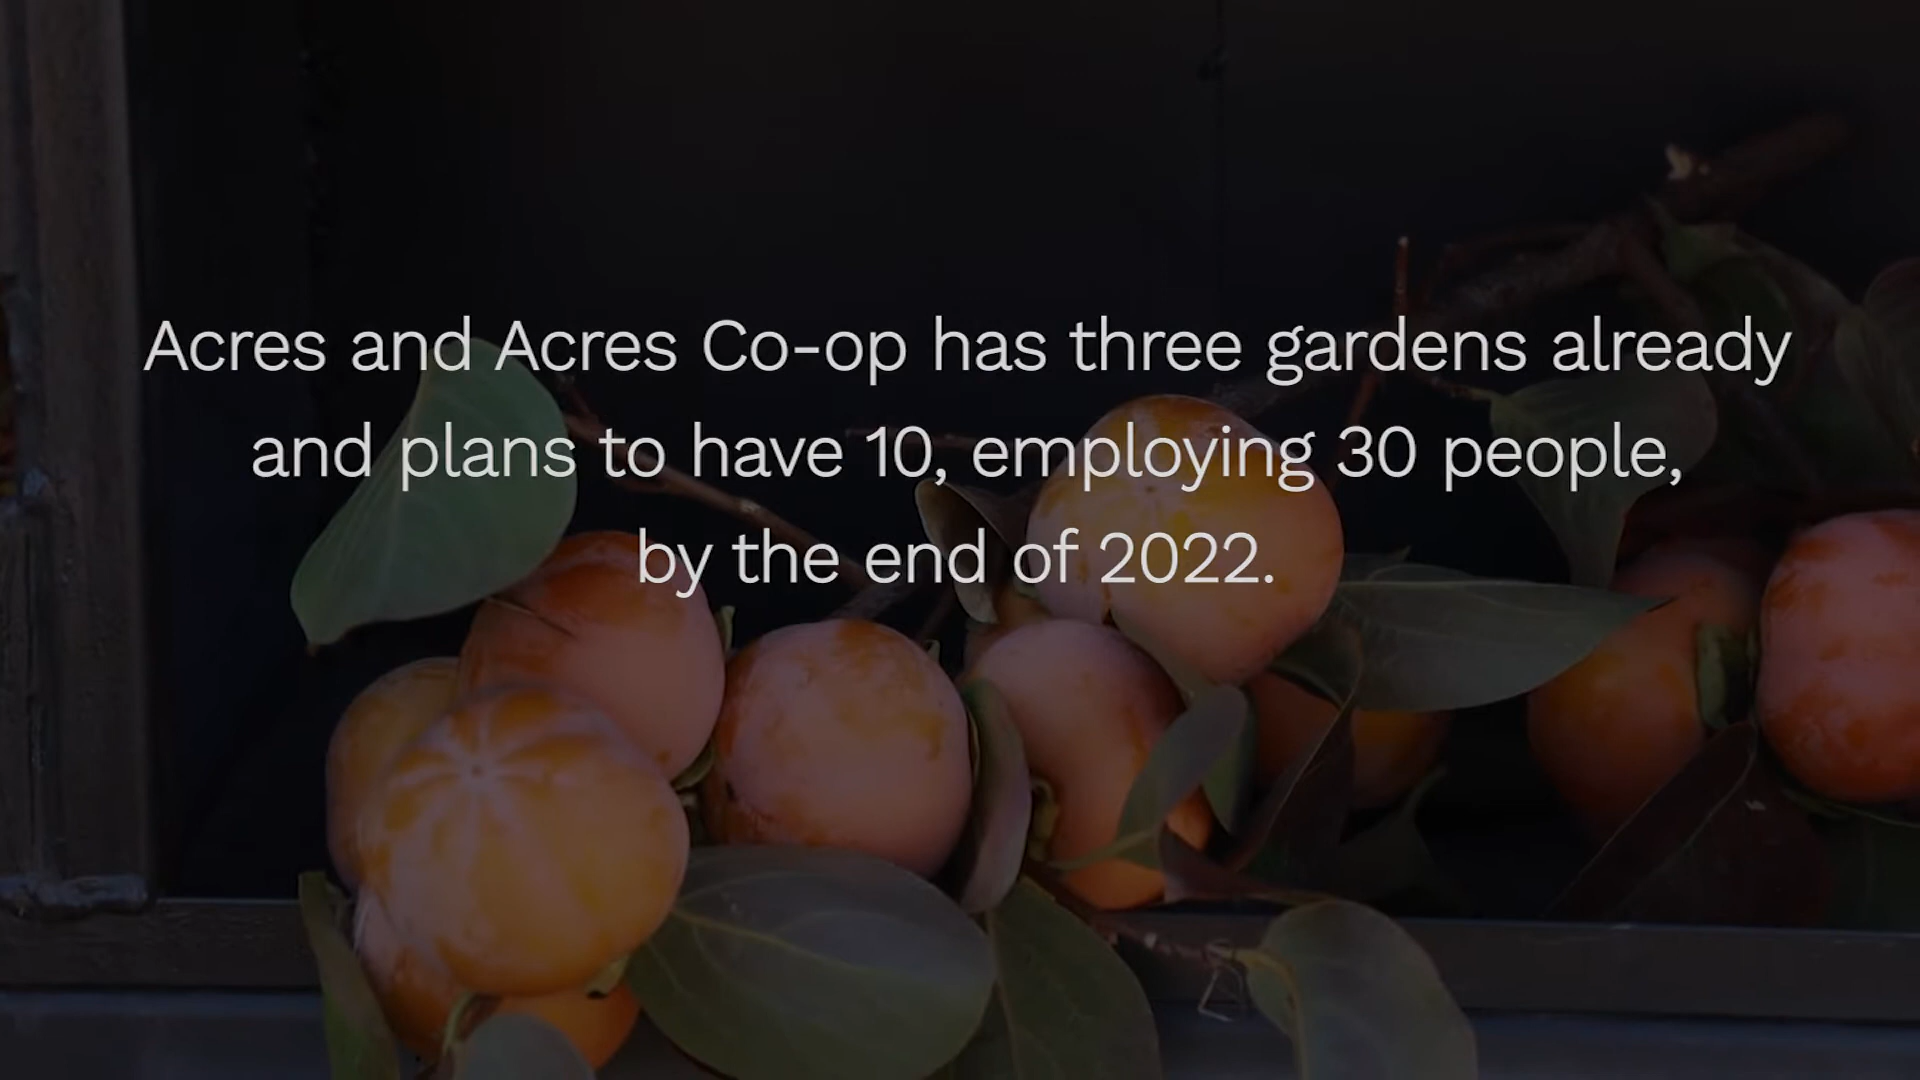 Acres and Acres Co-op has three gardens already
and plans to have 10, employing 30 people,
by the end of 2022.